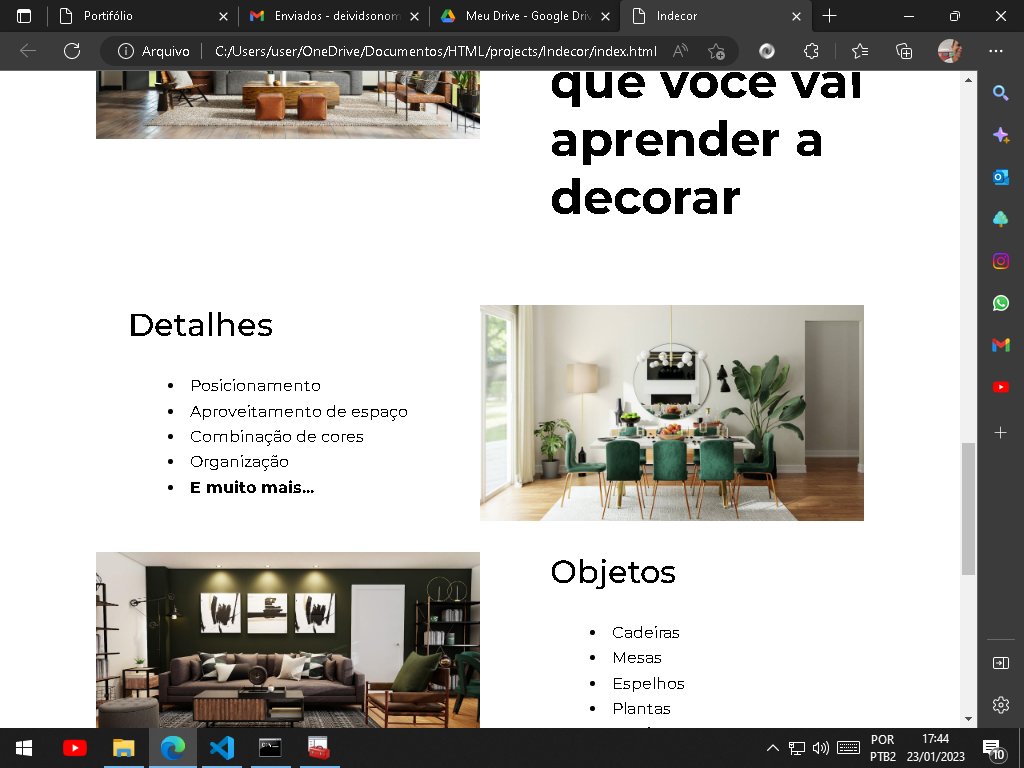 Portifólio
Enviados - deividsonom
Meu Drive - Google Driv
Indecor
Arquivo
C:/Users/user/OneDrive/Documentos/HTML/projects/Indecor/index.html
que você vai
aprender a
decorar
Detalhes
Posicionamento
Aproveitamento de espaço
Combinação de cores
Organização
E muito mais...
Objetos
Cadeiras
Mesas
Espelhos
Plantas
POR
PTB2
17:44
23/01/2023
10